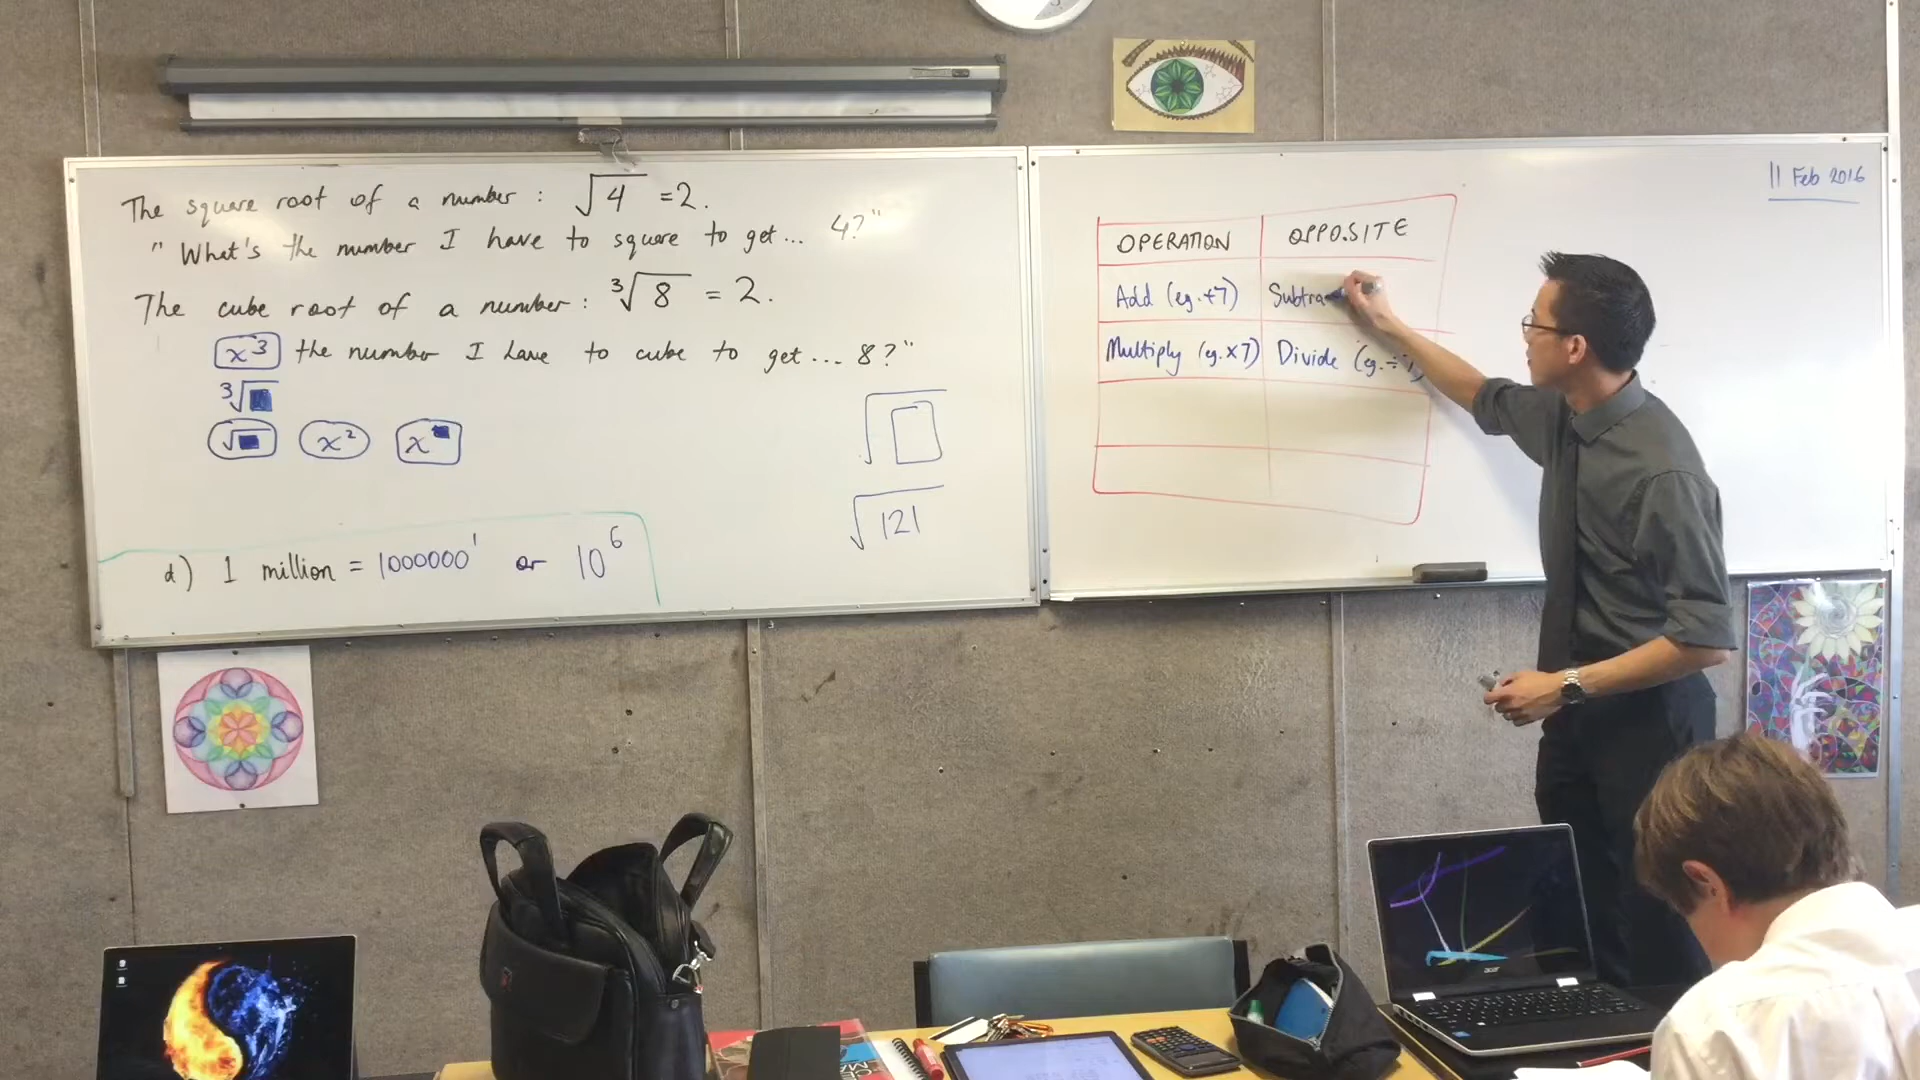 The square root of a number : √4 = 2.
"What's the number I have to square to get... 4?"
The cube root of a number : ³√8 = 2.
x³ the number I have to cube to get... 8?"
³√■
√■ x² x■
√□
√121
d) 1 million = 1000000¹ or 10⁶
11 Feb 2016
OPERATION OPPOSITE
Add (eg. +7) Subtra
Multiply (eg. ×7) Divide (eg. ÷
acer